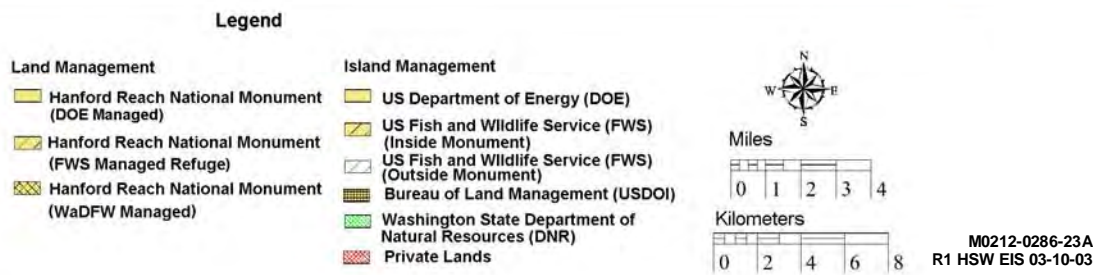 Legend
Land Management
Hanford Reach National Monument
(DOE Managed)
Hanford Reach National Monument
(FWS Managed Refuge)
Hanford Reach National Monument
(WaDFW Managed)
Island Management
US Department of Energy (DOE)
US Fish and Wildlife Service (FWS)
(Inside Monument)
US Fish and Wildlife Service (FWS)
(Outside Monument)
Bureau of Land Management (USDOI)
Washington State Department of
Natural Resources (DNR)
Private Lands
N
W E
S
Miles
0 1 2 3 4
Kilometers
0 2 4 6 8
M0212-0286-23A
R1 HSW EIS 03-10-03